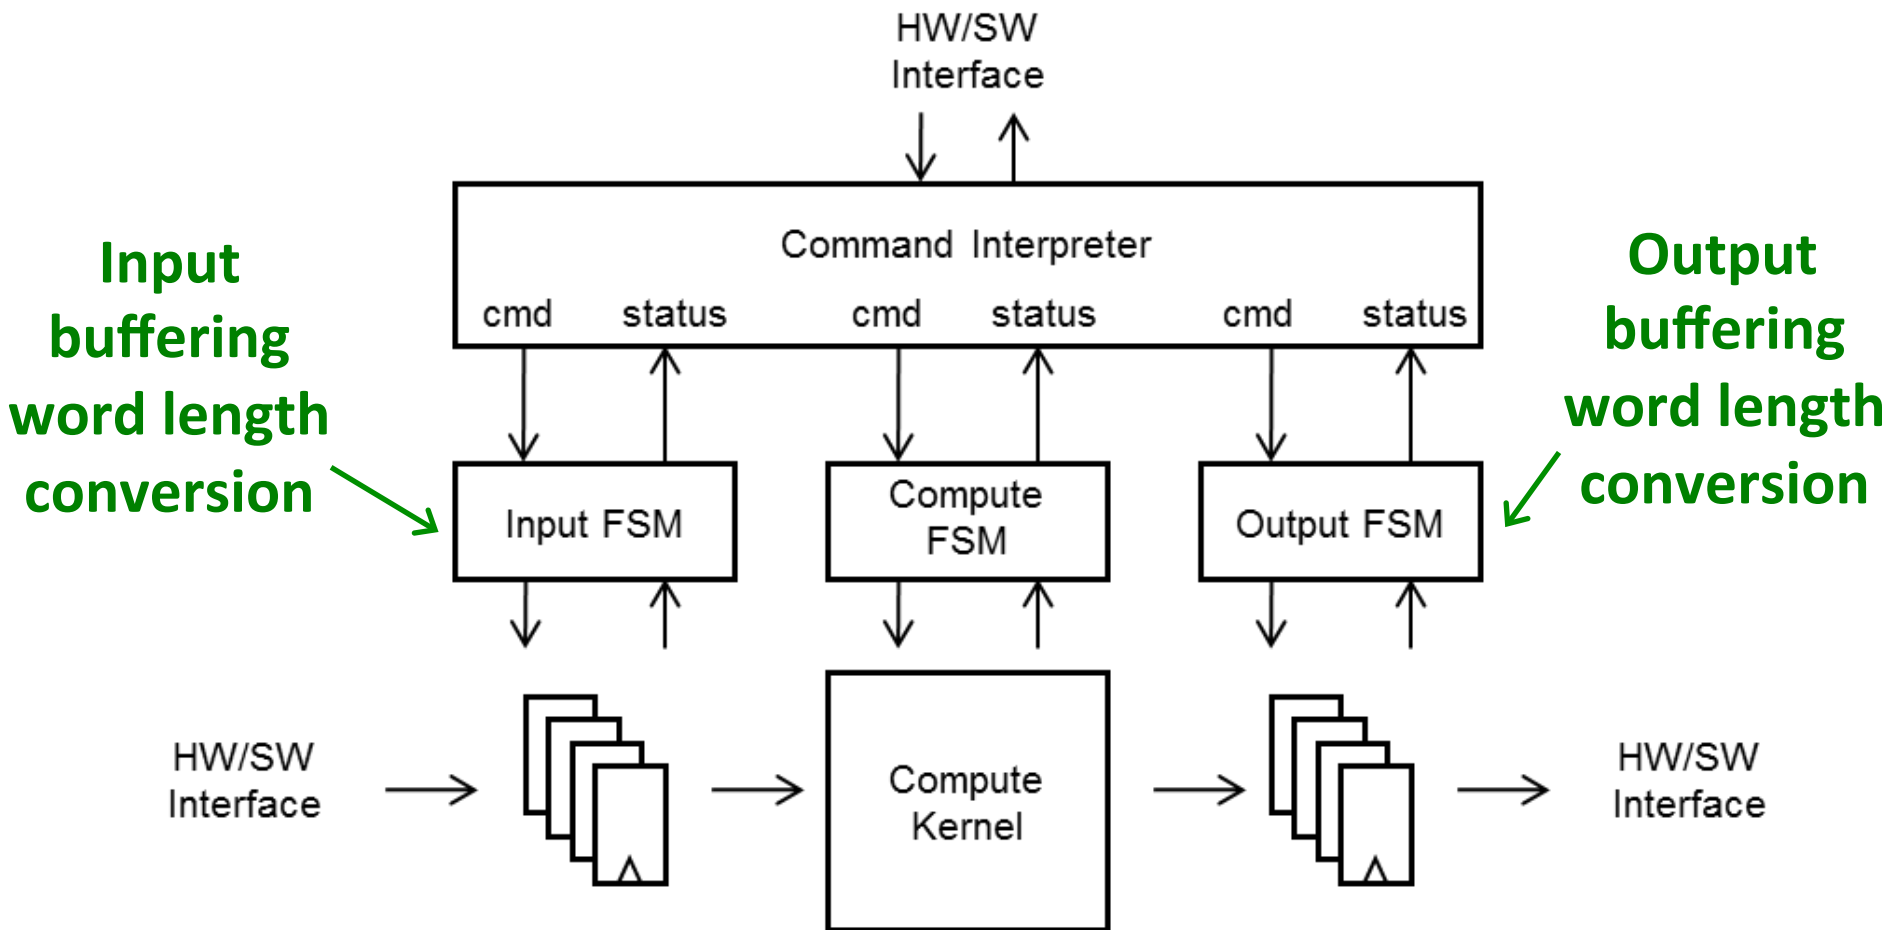 HW/SW
Interface
Command Interpreter
cmd status cmd status cmd status
Input
buffering
word length
conversion
Output
buffering
word length
conversion
Input FSM
Compute
FSM
Output FSM
HW/SW
Interface
Compute
Kernel
HW/SW
Interface